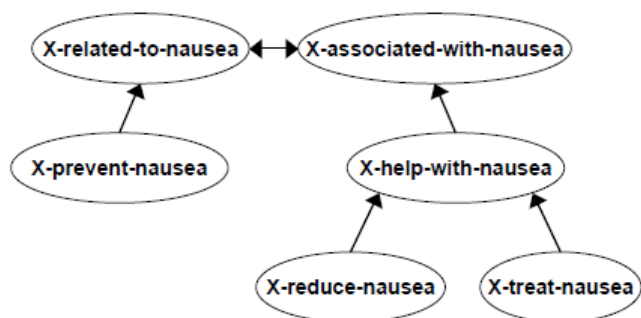 X-related-to-nausea
X-associated-with-nausea
X-prevent-nausea
X-help-with-nausea
X-reduce-nausea
X-treat-nausea